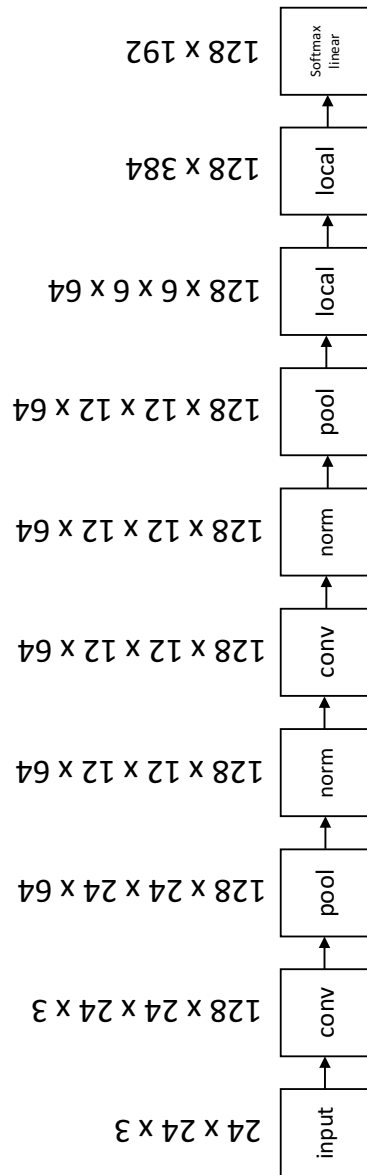 128 x 192
Softmax
linear
128 x 384
local
128 x 6 x 6 x 64
local
128 x 12 x 12 x 64
pool
128 x 12 x 12 x 64
norm
128 x 12 x 12 x 64
conv
128 x 12 x 12 x 64
norm
128 x 24 x 24 x 64
pool
128 x 24 x 24 x 3
conv
24 x 24 x 3
input